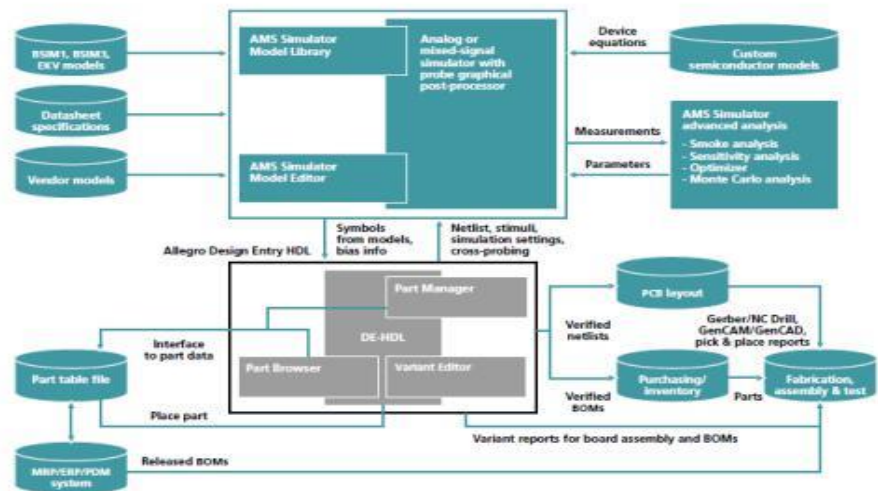 BSIM1, BSIM3,
EKV models
Datasheet
specifications
Vendor models
AMS Simulator
Model Library
AMS Simulator
Model Editor
Analog or
mixed-signal
simulator with
probe graphical
post-processor
Device
equations
Custom
semiconductor models
Measurements
Parameters
AMS Simulator
advanced analysis
- Smoke analysis
- Sensitivity analysis
- Optimizer
- Monte Carlo analysis
Allegro Design Entry HDL
Symbols
from models,
bias info
Netlist, stimuli,
simulation settings,
cross-probing
Part Manager
DE-HDL
Part Browser
Variant Editor
Interface
to part data
Part table file
Place part
MRP/ERP/PDM
system
Released BOMs
Verified
netlists
PCB layout
Gerber/NC Drill,
GenCAM/GenCAD,
pick & place reports
Verified
BOMs
Purchasing/
inventory
Parts
Fabrication,
assembly & test
Variant reports for board assembly and BOMs